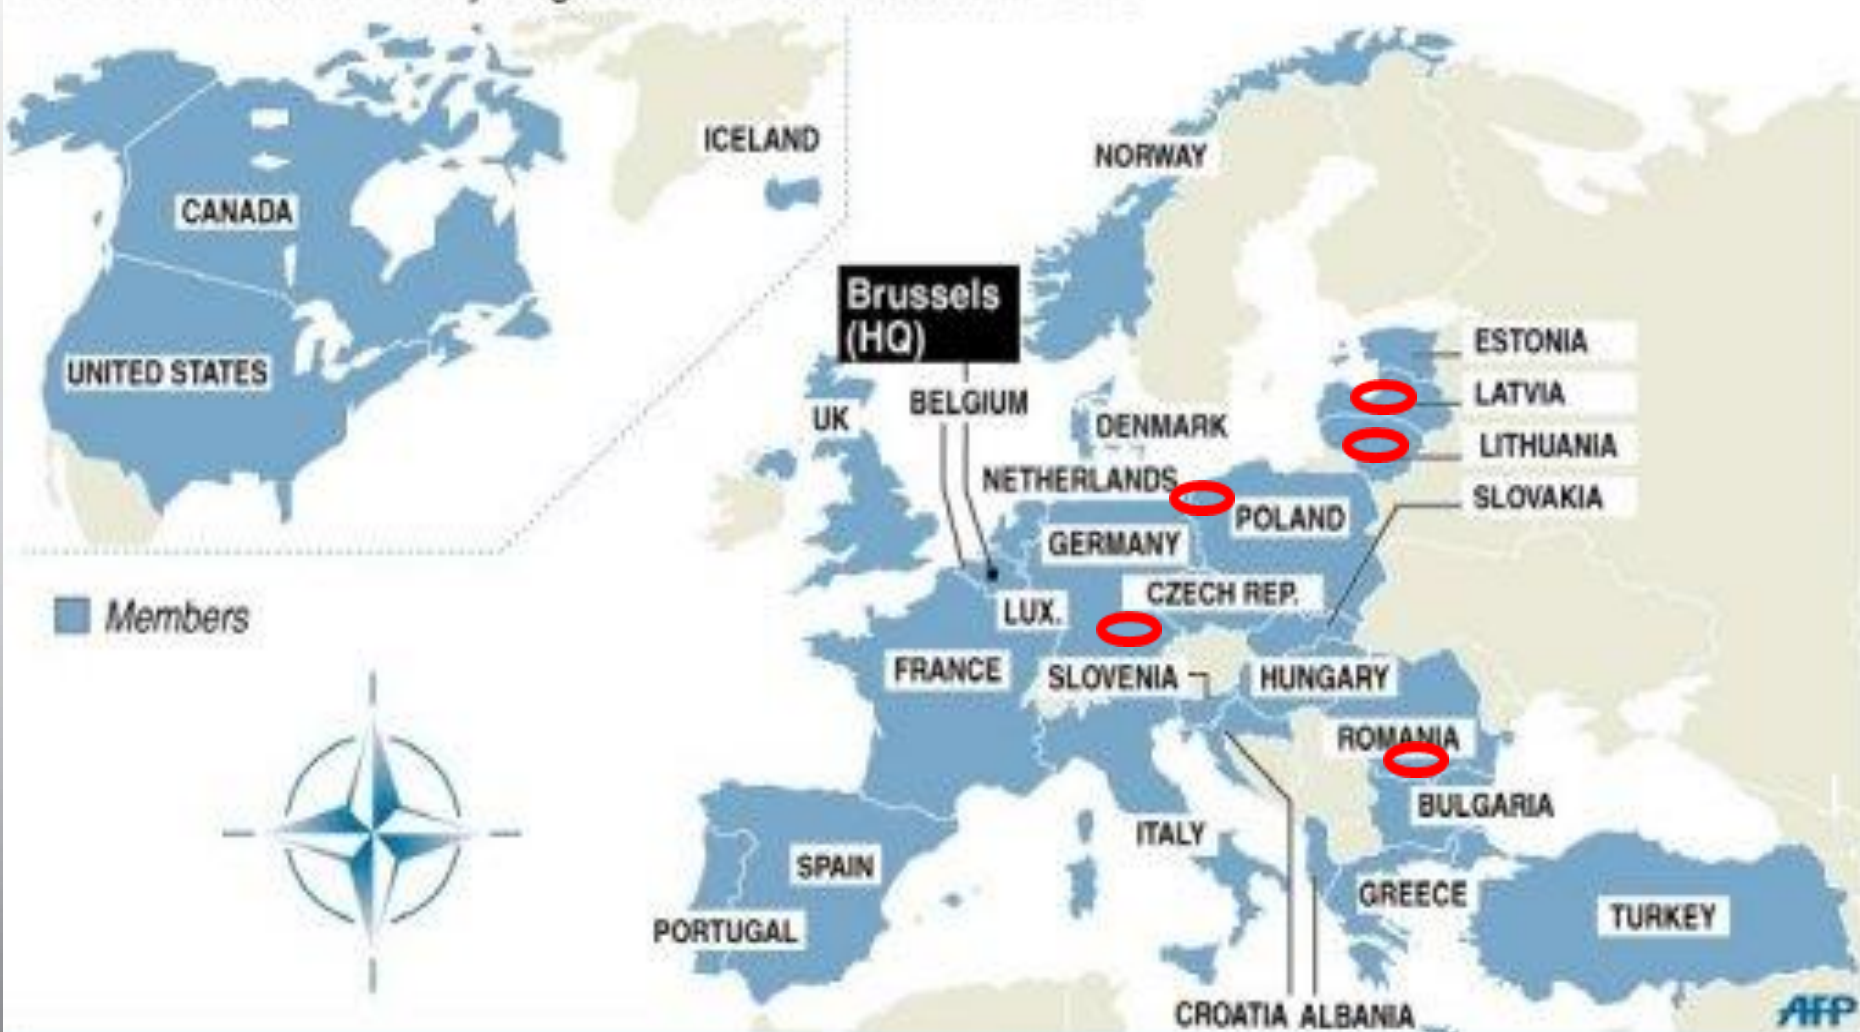 ICELAND
NORWAY
CANADA
Brussels
(HQ)
ESTONIA
UNITED STATES
LATVIA
BELGIUM
UK
DENMARK
LITHUANIA
NETHERLANDS
SLOVAKIA
POLAND
GERMANY
CZECH REP.
LUX.
Members
FRANCE
SLOVENIA
HUNGARY
ROMANIA
BULGARIA
ITALY
SPAIN
GREECE
TURKEY
PORTUGAL
CROATIA ALBANIA
AFP